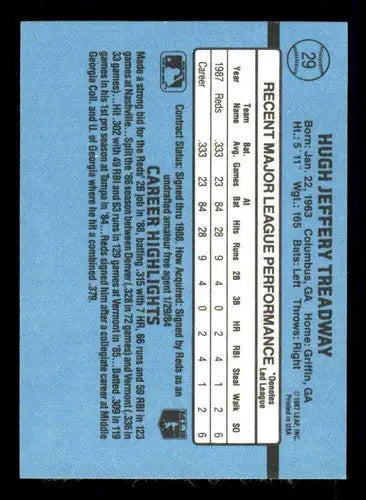 29
HUGH JEFFERY TREADWAY
Born: Jan. 22, 1963 Columbus, GA Home: Griffin, GA
Ht.: 5' 11" Wgt.: 165 Bats: Left Throws: Right
© 1987 LEAF, INC.
Printed in USA
RECENT MAJOR LEAGUE PERFORMANCE *Denotes Led League
Year Team Name Bat. Avg. Games At Bat Hits Runs 2B 3B HR RBI Steal Walk SO
1987 Reds .333 23 84 28 9 4 0 2 4 1 2 6
Career .333 23 84 28 9 4 0 2 4 1 2 6
Contract Status: Signed thru 1988. How Acquired: Signed by Reds as an
undrafted amateur free agent 1/29/84
CAREER HIGHLIGHTS
Made a strong bid for the Reds' 2B job in '88, batting .315 with 7 HR, 66 runs and 59 RBI in 123
games at Nashville... Split the '86 season between Denver (.328 in 72 games) and Vermont (.336 in
33 games)... Hit .302 with 49 RBI and 63 runs in 129 games at Vermont in '85... Batted .309 in 119
games in his 1st pro season at Tampa in '84... Reds signed him after a collegiate career at Middle
Georgia Coll. and U. of Georgia where he hit a combined .379.